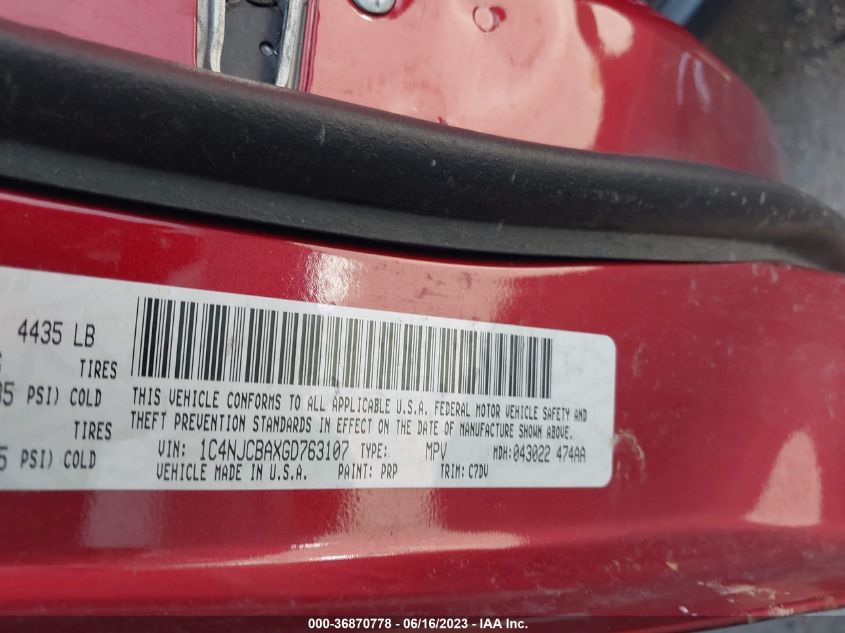 4435 LB
TIRES
PSI) COLD
TIRES
5 PSI) COLD
THIS VEHICLE CONFORMS TO ALL APPLICABLE U.S.A. FEDERAL MOTOR VEHICLE SAFETY AND
THEFT PREVENTION STANDARDS IN EFFECT ON THE DATE OF MANUFACTURE SHOWN ABOVE.
VIN: 1C4NJCBAXGD763107 TYPE: MPV MDH:043022 474AA
VEHICLE MADE IN U.S.A. PAINT: PRP TRIM: C7DV
000-36870778 - 06/16/2023 - © IAA Inc.